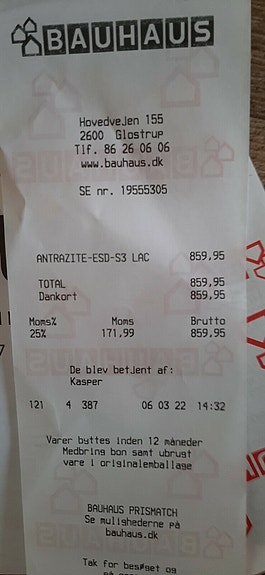 BAUHAUS
Hovedvejen 155
2600 Glostrup
Tlf. 86 26 06 06
www.bauhaus.dk
SE nr. 19555305
ANTRAZITE-ESD-S3 LAC 859,95
TOTAL 859,95
Dankort 859,95
Moms% Moms Brutto
25% 171,99 859,95
De blev betjent af:
Kasper
121 4 387 06 03 22 14:32
Varer byttes inden 12 måneder
Medbring bon samt ubrugt
vare i originalemballage
BAUHAUS PRISMATCH
Se mulighederne på
bauhaus.dk
Tak for besøget og